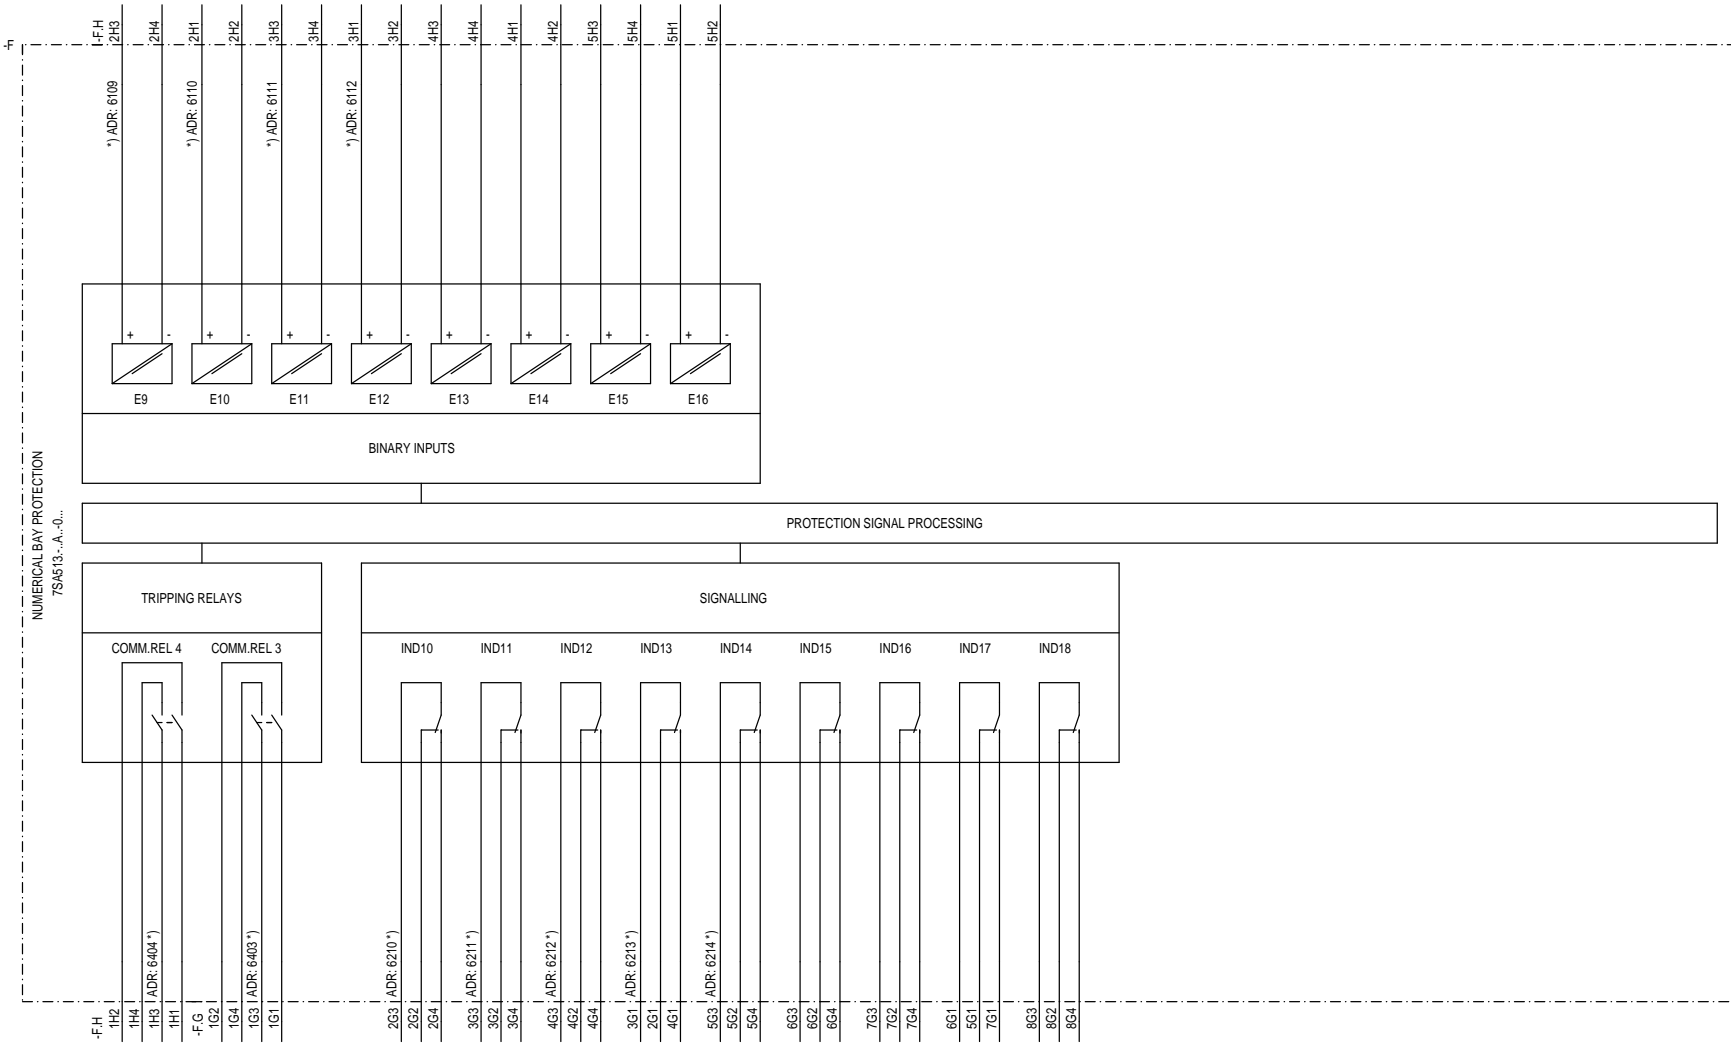 -F
-F.H
2H3
2H4
2H1
2H2
3H3
3H4
3H1
3H2
4H3
4H4
4H1
4H2
5H3
5H4
5H1
5H2
*) ADR: 6109
*) ADR: 6110
*) ADR: 6111
*) ADR: 6112
+ - + - + - + - + - + - + - + -
E9 E10 E11 E12 E13 E14 E15 E16
BINARY INPUTS
NUMERICAL BAY PROTECTION
7SA513.-..A..-0...
PROTECTION SIGNAL PROCESSING
TRIPPING RELAYS
SIGNALLING
COMM.REL 4 COMM.REL 3
IND10 IND11 IND12 IND13 IND14 IND15 IND16 IND17 IND18
ADR: 6404 *)
ADR: 6403 *)
ADR: 6210 *)
ADR: 6211 *)
ADR: 6212 *)
ADR: 6213 *)
ADR: 6214 *)
-F.H
1H2
1H4
1H3
1H1
-F.G
1G2
1G4
1G3
1G1
2G3
2G2
2G4
3G3
3G2
3G4
4G3
4G2
4G4
3G1
2G1
4G1
5G3
5G2
5G4
6G3
6G2
6G4
7G3
7G2
7G4
6G1
5G1
7G1
8G3
8G2
8G4